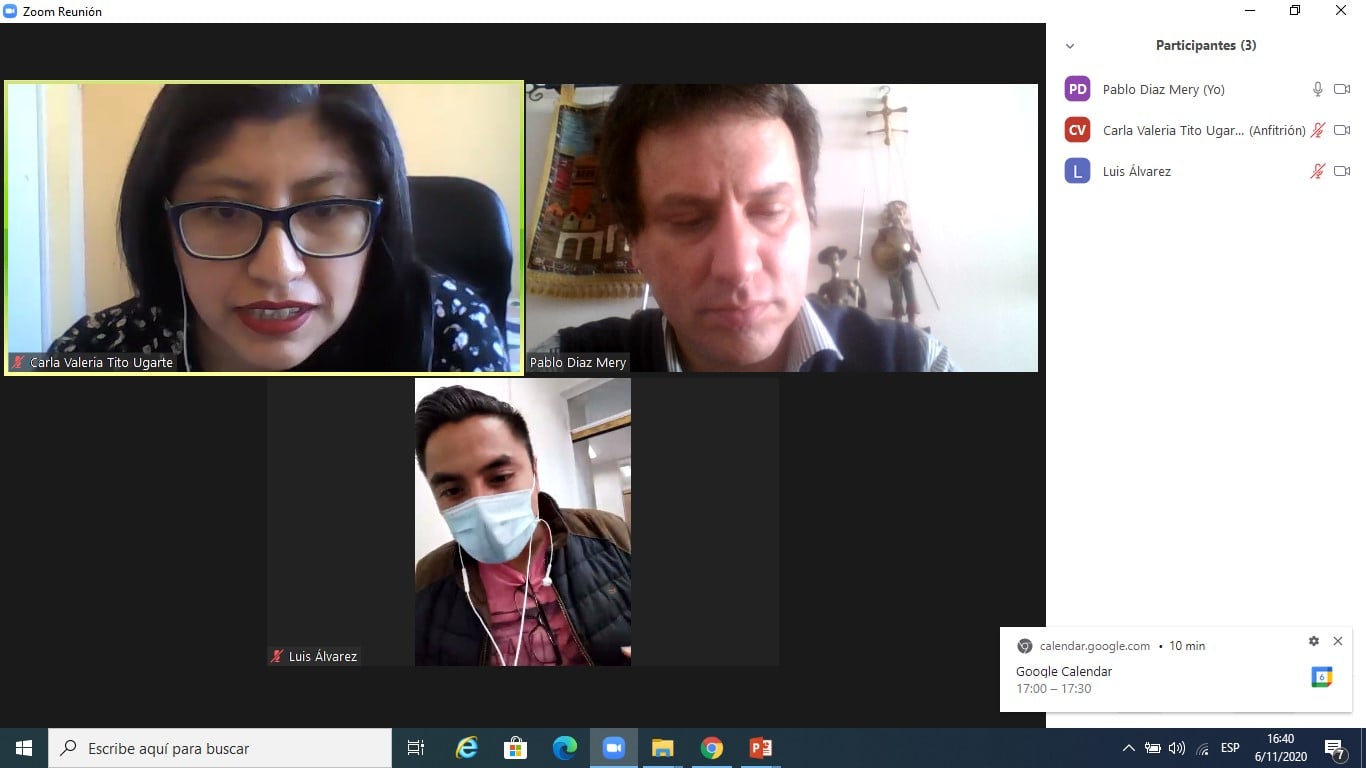 Zoom Reunión
Participantes (3)
PD Pablo Diaz Mery (Yo)
CV Carla Valeria Tito Ugar... (Anfitrión)
L Luis Álvarez
Carla Valeria Tito Ugarte
Pablo Diaz Mery
Luis Álvarez
calendar.google.com • 10 min
Google Calendar
17:00 – 17:30
6
Escribe aquí para buscar
ESP
16:40
6/11/2020
7